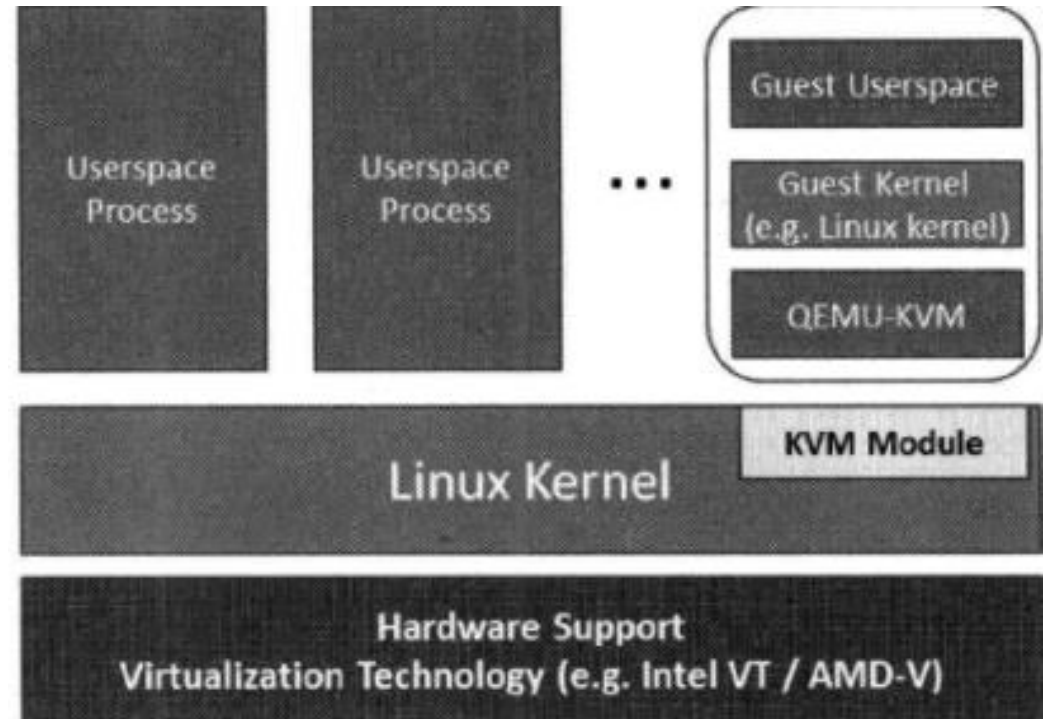 Userspace
Process
Userspace
Process
...
Guest Userspace
Guest Kernel
(e.g. Linux kernel)
QEMU-KVM
KVM Module
Linux Kernel
Hardware Support
Virtualization Technology (e.g. Intel VT / AMD-V)